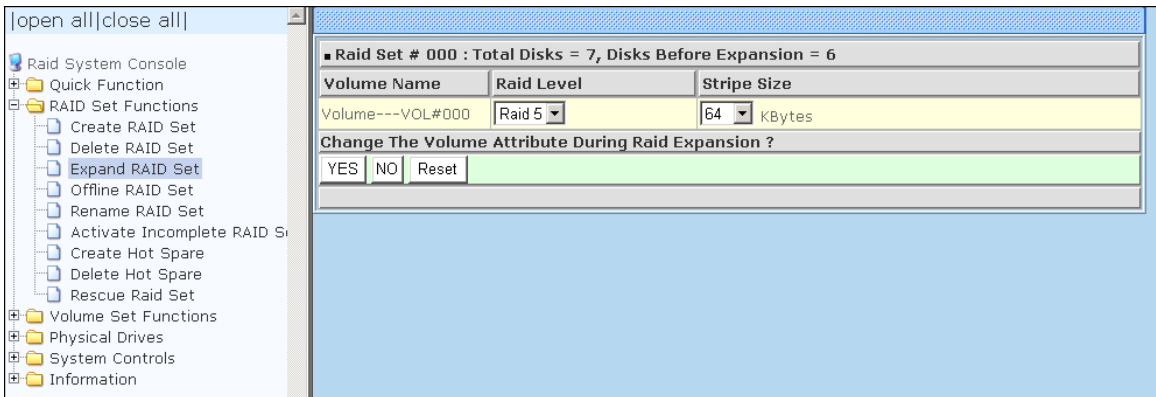 |open all|close all|
Raid System Console
Quick Function
RAID Set Functions
Create RAID Set
Delete RAID Set
Expand RAID Set
Offline RAID Set
Rename RAID Set
Activate Incomplete RAID S
Create Hot Spare
Delete Hot Spare
Rescue Raid Set
Volume Set Functions
Physical Drives
System Controls
Information
Raid Set # 000 : Total Disks = 7, Disks Before Expansion = 6
Volume Name Raid Level Stripe Size
Volume---VOL#000 Raid 5 64 KBytes
Change The Volume Attribute During Raid Expansion ?
YES NO Reset